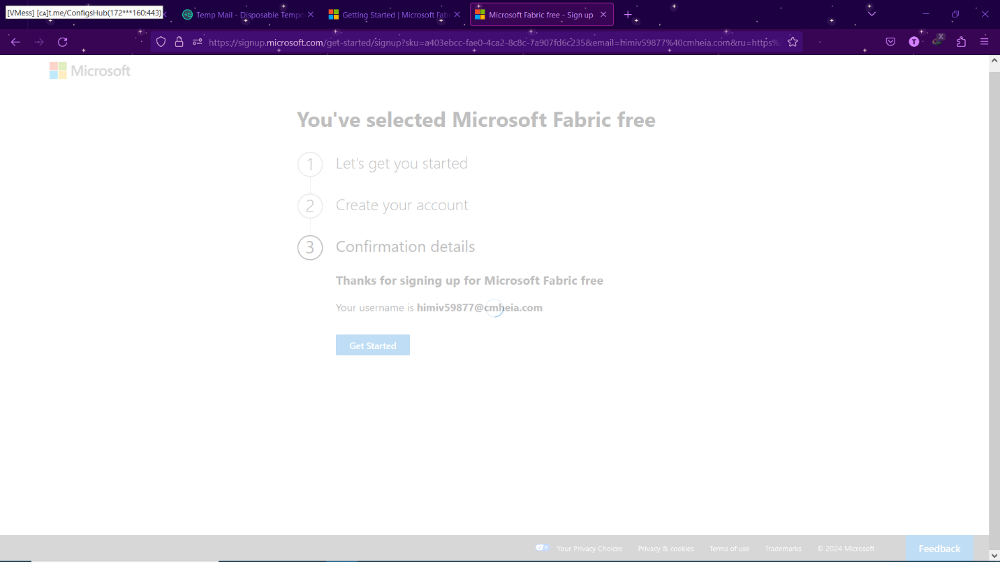 [VMess] [cᴀ]t.me/ConfigsHub(172***160:443)
Temp Mail - Disposable Tempo
Getting Started | Microsoft Fab
Microsoft Fabric free - Sign up
https://signup.microsoft.com/get-started/signup?sku=a403ebcc-fae0-4ca2-8c8c-7a907fd6c235&email=himiv59877%40cmheia.com&ru=https%
T
X
Microsoft
You've selected Microsoft Fabric free
1 Let's get you started
2 Create your account
3 Confirmation details
Thanks for signing up for Microsoft Fabric free
Your username is himiv59877@cmheia.com
Get Started
Your Privacy Choices Privacy & cookies Terms of use Trademarks © 2024 Microsoft Feedback